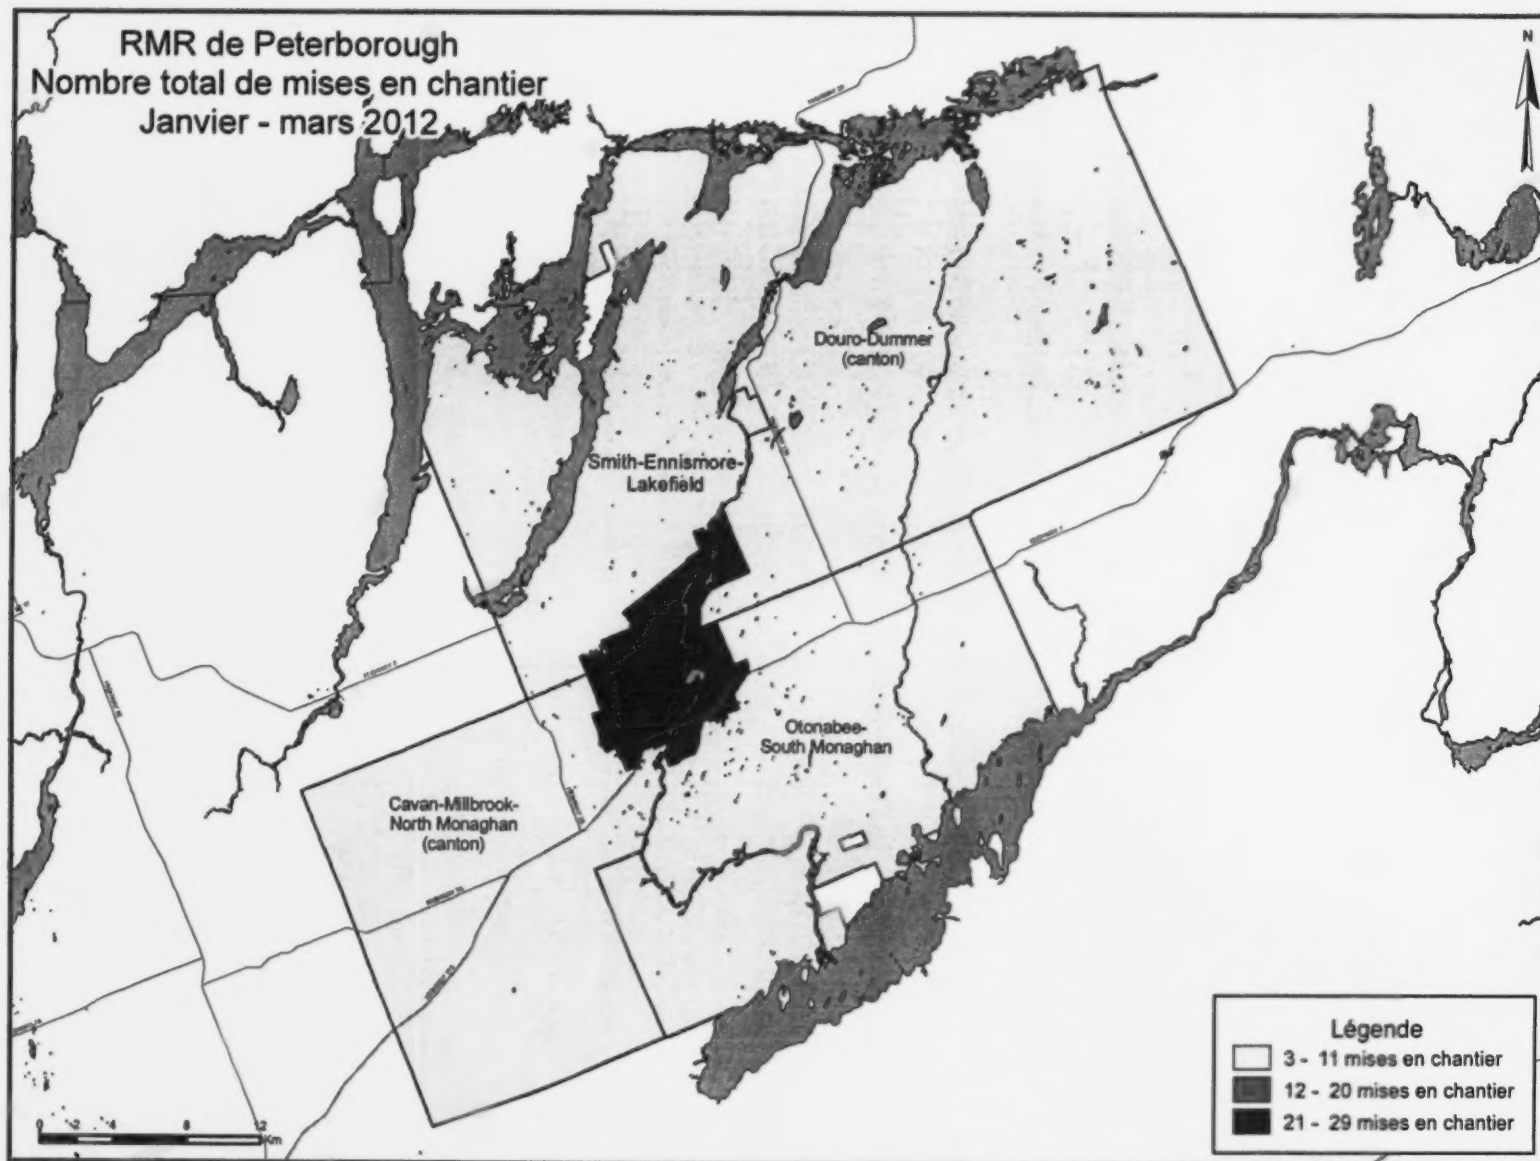 RMR de Peterborough
Nombre total de mises en chantier
Janvier - mars 2012
N
Douro-Dummer
(canton)
Smith-Ennismore-
Lakefield
Otonabee-
South Monaghan
Cavan-Millbrook-
North Monaghan
(canton)
Légende
3 - 11 mises en chantier
12 - 20 mises en chantier
21 - 29 mises en chantier
0 2 4 8 12
Km